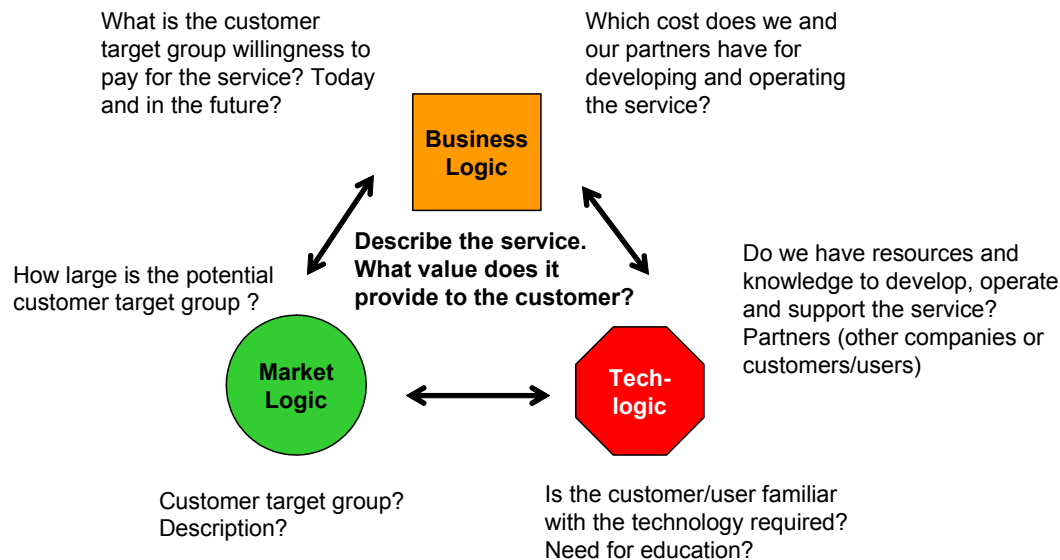 What is the customer
target group willingness to
pay for the service? Today
and in the future?
Which cost does we and
our partners have for
developing and operating
the service?
Business
Logic
Describe the service.
What value does it
provide to the customer?
How large is the potential
customer target group ?
Do we have resources and
knowledge to develop, operate
and support the service?
Partners (other companies or
customers/users)
Market
Logic
Tech-
logic
Customer target group?
Description?
Is the customer/user familiar
with the technology required?
Need for education?